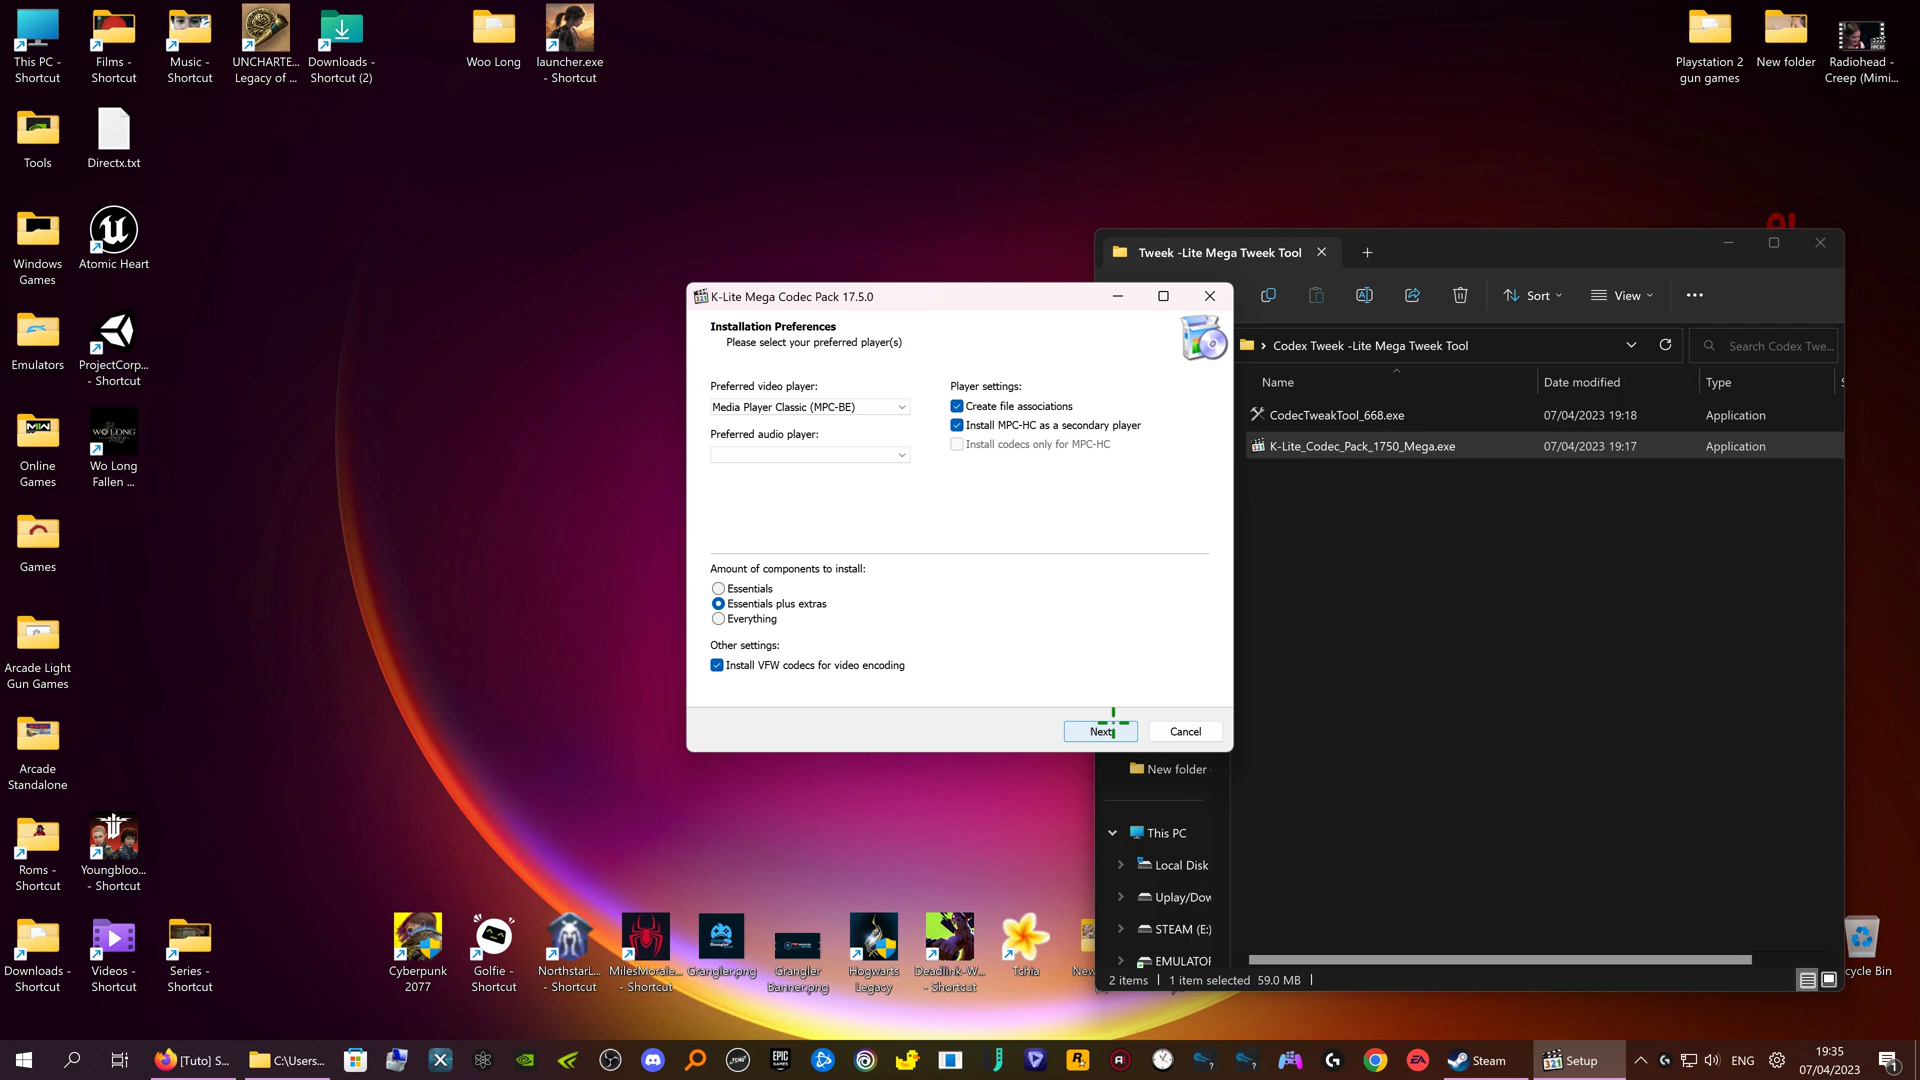 This PC -
Shortcut
Films -
Shortcut
Music -
Shortcut
UNCHARTE...
Legacy of ...
Downloads -
Shortcut (2)
Woo Long
launcher.exe
- Shortcut
Playstation 2
gun games
New folder
Radiohead -
Creep (Mimi...
Tools
Directx.txt
Windows
Games
Atomic Heart
Emulators
ProjectCorp...
- Shortcut
Online
Games
Wo Long
Fallen ...
Games
Arcade Light
Gun Games
Arcade
Standalone
Roms -
Shortcut
Youngbloo...
- Shortcut
Downloads -
Shortcut
Videos -
Shortcut
Series -
Shortcut
Cyberpunk
2077
Golfie -
Shortcut
NorthstarL...
- Shortcut
MilesMorale...
- Shortcut
Grangler.png
Grangler
Banner.png
Hogwarts
Legacy
Deadlink-W...
- Shortcut
Tchia
K-Lite Mega Codec Pack 17.5.0
Installation Preferences
Please select your preferred player(s)
Preferred video player:
Media Player Classic (MPC-BE)
Preferred audio player:
Player settings:
Create file associations
Install MPC-HC as a secondary player
Install codecs only for MPC-HC
Amount of components to install:
Essentials
Essentials plus extras
Everything
Other settings:
Install VFW codecs for video encoding
Next
Cancel
Tweek -Lite Mega Tweek Tool
Sort
View
Codex Tweek -Lite Mega Tweek Tool
Search Codex Twe...
Name
Date modified
Type
CodecTweakTool_668.exe
07/04/2023 19:18
Application
K-Lite_Codec_Pack_1750_Mega.exe
07/04/2023 19:17
Application
New folder
This PC
Local Disk
Uplay/Dow
STEAM (E:)
EMULATOR
2 items
1 item selected 59.0 MB
cycle Bin
[Tuto] S...
C:\Users...
Steam
Setup
ENG
19:35
07/04/2023